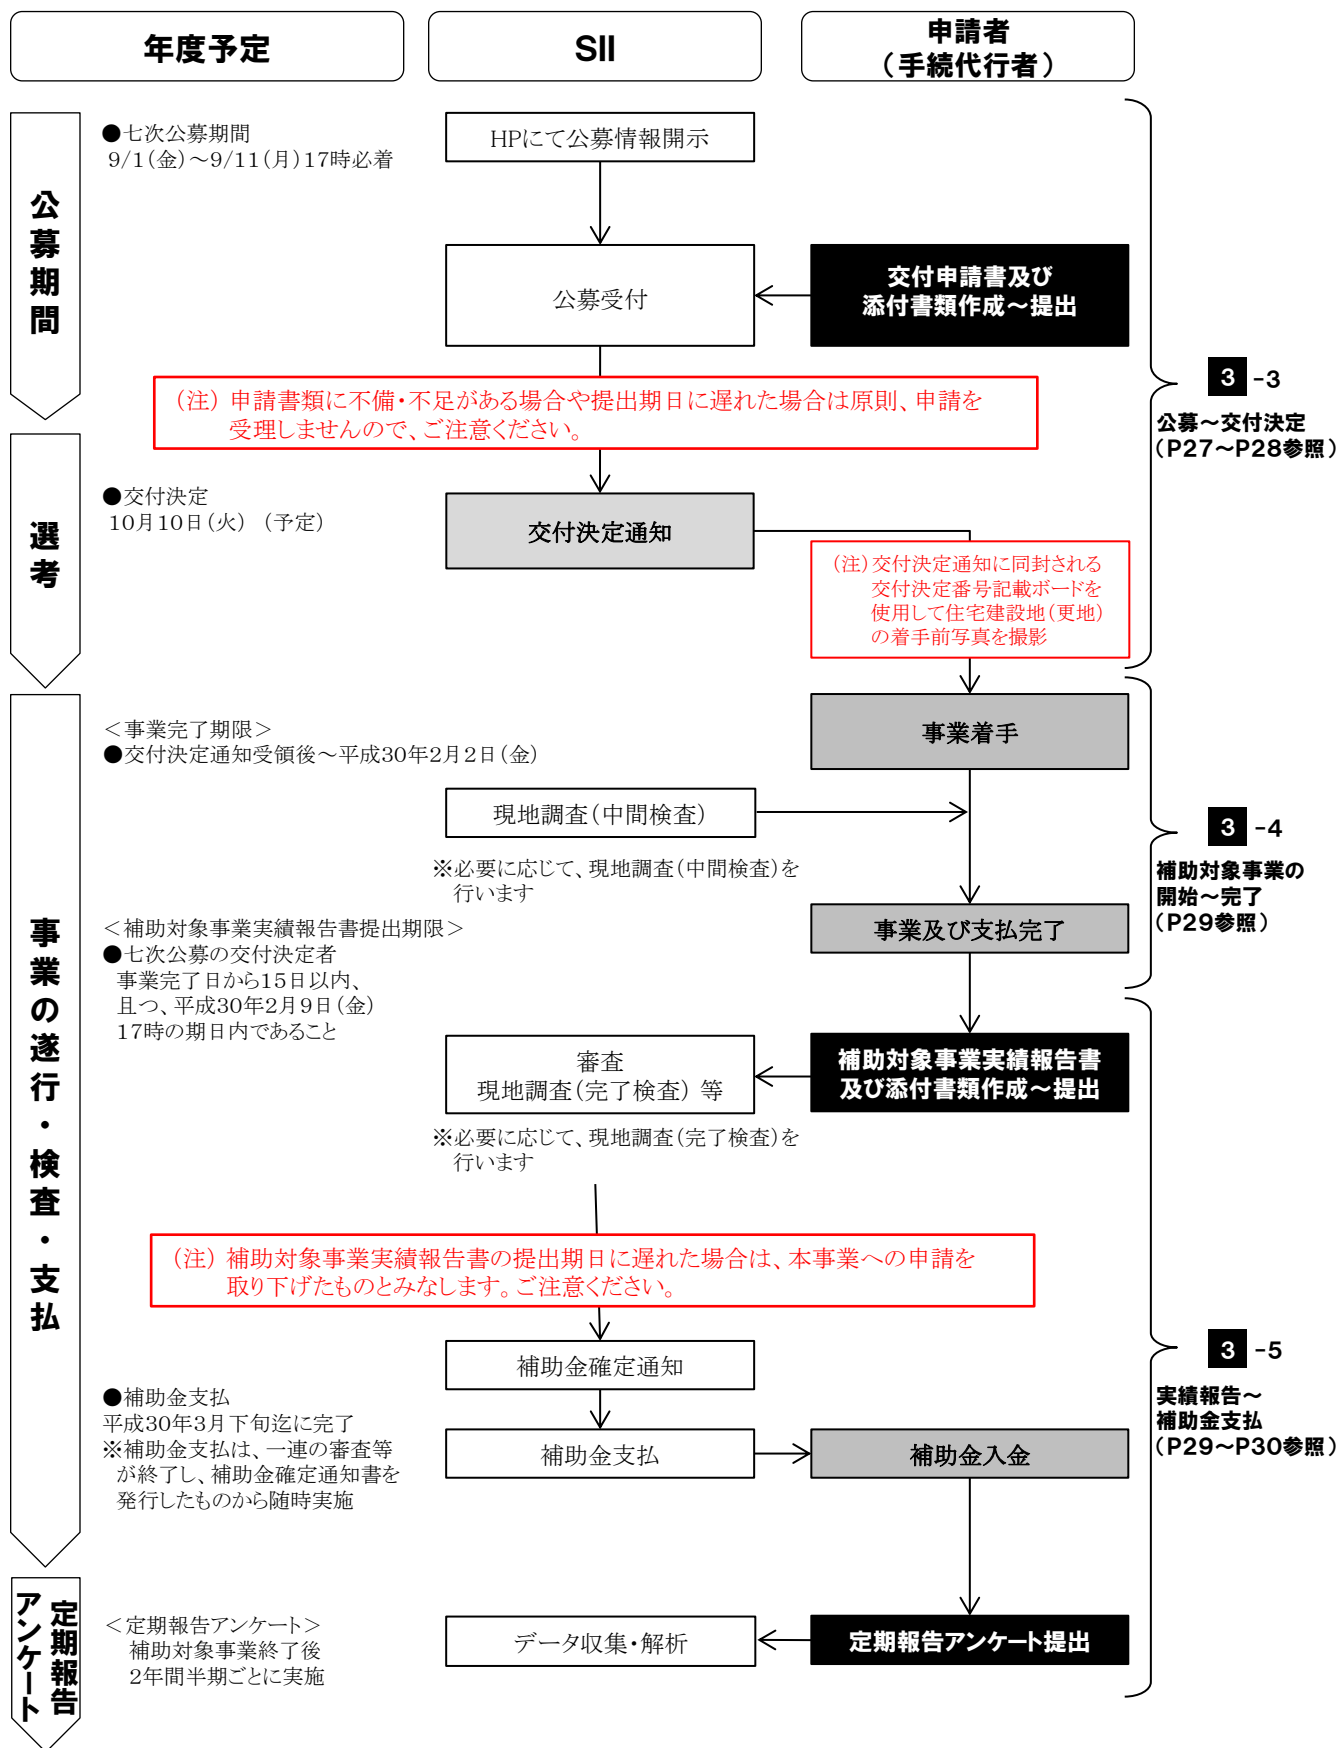 年度予定
SII
申請者
（手続代行者）
公募期間
●七次公募期間
9/1（金）～9/11（月）17時必着
HPにて公募情報開示
公募受付
交付申請書及び
添付書類作成～提出
（注）申請書類に不備・不足がある場合や提出期日に遅れた場合は原則、申請を
受理しませんので、ご注意ください。
3 -3
公募～交付決定
（P27～P28参照）
選考
●交付決定
10月10日（火）（予定）
交付決定通知
（注）交付決定通知に同封される
交付決定番号記載ボードを
使用して住宅建設地（更地）
の着手前写真を撮影
事業の遂行・検査・支払
＜事業完了期限＞
●交付決定通知受領後～平成30年2月2日（金）
事業着手
現地調査（中間検査）
※必要に応じて、現地調査（中間検査）を
行います
3 -4
補助対象事業の
開始～完了
（P29参照）
事業及び支払完了
＜補助対象事業実績報告書提出期限＞
●七次公募の交付決定者
事業完了日から15日以内、
且つ、平成30年2月9日（金）
17時の期日内であること
審査
現地調査（完了検査）等
補助対象事業実績報告書
及び添付書類作成～提出
※必要に応じて、現地調査（完了検査）を
行います
（注）補助対象事業実績報告書の提出期日に遅れた場合は、本事業への申請を
取り下げたものとみなします。ご注意ください。
補助金確定通知
3 -5
実績報告～
補助金支払
（P29～P30参照）
●補助金支払
平成30年3月下旬迄に完了
※補助金支払は、一連の審査等
が終了し、補助金確定通知書を
発行したものから随時実施
補助金支払
補助金入金
定期報告
アンケート
＜定期報告アンケート＞
補助対象事業終了後
2年間半期ごとに実施
データ収集・解析
定期報告アンケート提出